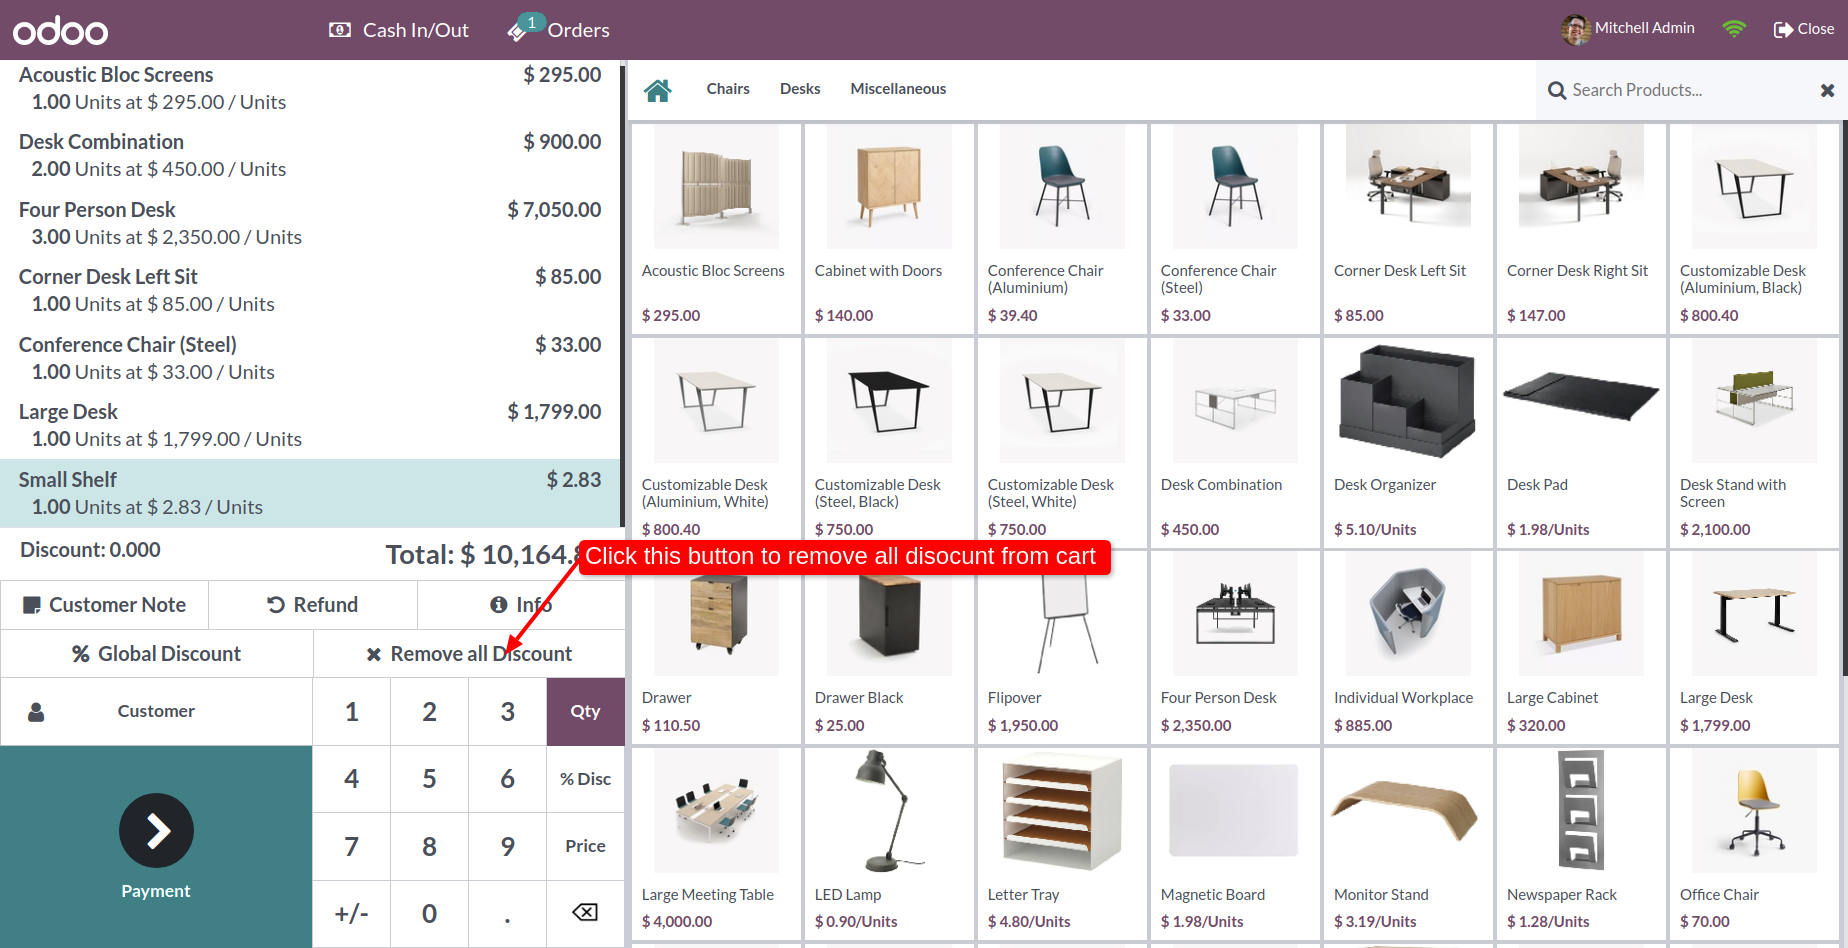 odoo
Cash In/Out
1
Orders
Mitchell Admin
Close
Acoustic Bloc Screens $ 295.00
1.00 Units at $ 295.00 / Units
Desk Combination $ 900.00
2.00 Units at $ 450.00 / Units
Four Person Desk $ 7,050.00
3.00 Units at $ 2,350.00 / Units
Corner Desk Left Sit $ 85.00
1.00 Units at $ 85.00 / Units
Conference Chair (Steel) $ 33.00
1.00 Units at $ 33.00 / Units
Large Desk $ 1,799.00
1.00 Units at $ 1,799.00 / Units
Small Shelf $ 2.83
1.00 Units at $ 2.83 / Units
Discount: 0.000
Total: $ 10,164.
Click this button to remove all disocunt from cart
Customer Note
Refund
Info
Global Discount
Remove all Discount
Customer
1 2 3 Qty
4 5 6 % Disc
7 8 9 Price
+/- 0 .
Payment
Chairs
Desks
Miscellaneous
Search Products...
Acoustic Bloc Screens
$ 295.00
Cabinet with Doors
$ 140.00
Conference Chair
(Aluminium)
$ 39.40
Conference Chair
(Steel)
$ 33.00
Corner Desk Left Sit
$ 85.00
Corner Desk Right Sit
$ 147.00
Customizable Desk
(Aluminium, Black)
$ 800.40
Customizable Desk
(Aluminium, White)
$ 800.40
Customizable Desk
(Steel, Black)
$ 750.00
Customizable Desk
(Steel, White)
$ 750.00
Desk Combination
$ 450.00
Desk Organizer
$ 5.10/Units
Desk Pad
$ 1.98/Units
Desk Stand with
Screen
$ 2,100.00
Drawer
$ 110.50
Drawer Black
$ 25.00
Flipover
$ 1,950.00
Four Person Desk
$ 2,350.00
Individual Workplace
$ 885.00
Large Cabinet
$ 320.00
Large Desk
$ 1,799.00
Large Meeting Table
$ 4,000.00
LED Lamp
$ 0.90/Units
Letter Tray
$ 4.80/Units
Magnetic Board
$ 1.98/Units
Monitor Stand
$ 3.19/Units
Newspaper Rack
$ 1.28/Units
Office Chair
$ 70.00